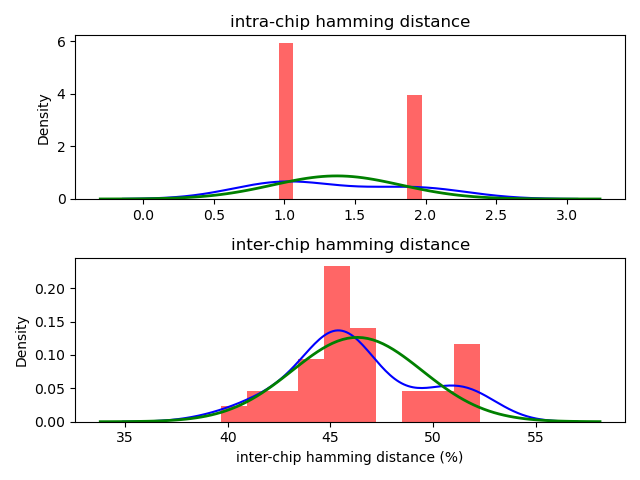 intra-chip hamming distance
6
4
2
0
Density
0.0 0.5 1.0 1.5 2.0 2.5 3.0
inter-chip hamming distance
0.20
0.15
0.10
0.05
0.00
Density
35 40 45 50 55
inter-chip hamming distance (%)